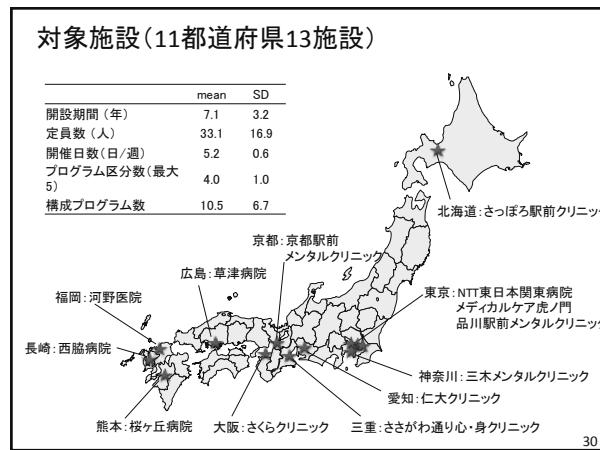 対象施設(11都道府県13施設)
mean SD
開設期間(年) 7.1 3.2
定員数(人) 33.1 16.9
開催日数(日/週) 5.2 0.6
プログラム区分数(最大
5) 4.0 1.0
構成プログラム数 10.5 6.7
北海道:さっぽろ駅前クリニック
京都:京都駅前
メンタルクリニック
広島:草津病院
福岡:河野医院
東京:NTT東日本関東病院
メディカルケア虎ノ門
品川駅前メンタルクリニック
長崎:西脇病院
神奈川:三木メンタルクリニック
愛知:仁大クリニック
熊本:桜ヶ丘病院
大阪:さくらクリニック
三重:ささがわ通り心・身クリニック
30